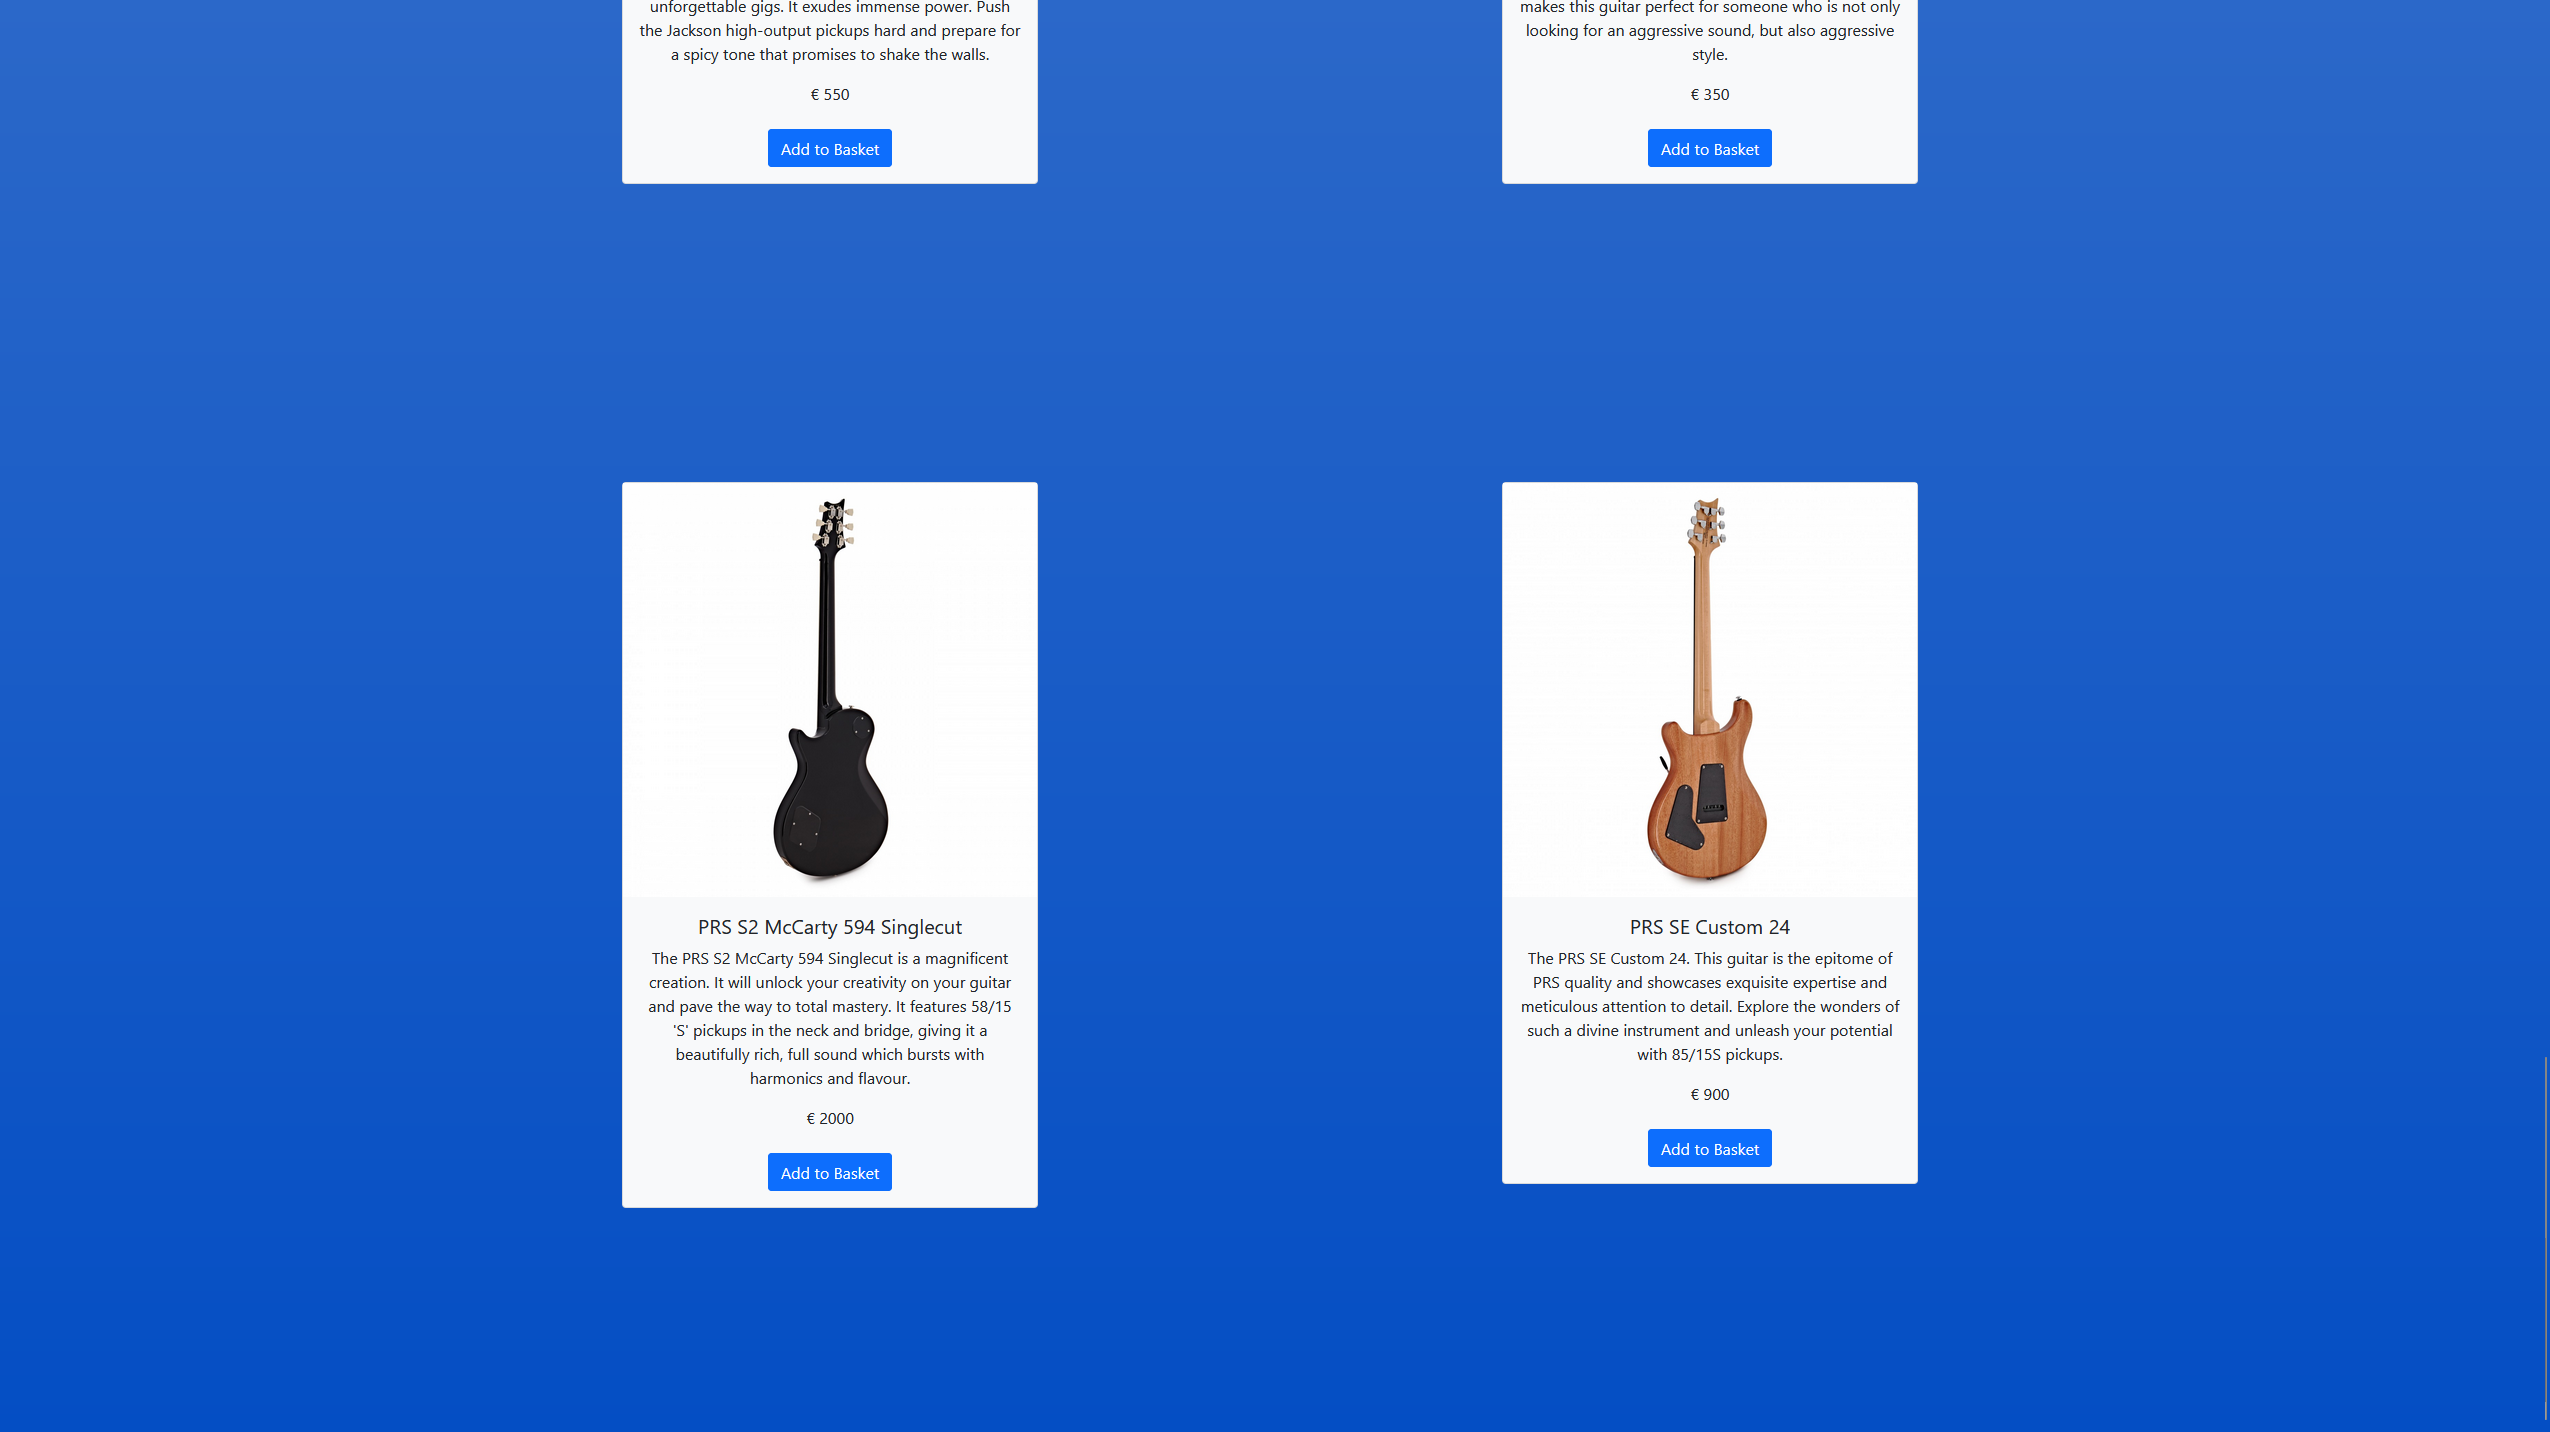 unforgettable gigs. It exudes immense power. Push
the Jackson high-output pickups hard and prepare for
a spicy tone that promises to shake the walls.
€ 550
Add to Basket
makes this guitar perfect for someone who is not only
looking for an aggressive sound, but also aggressive
style.
€ 350
Add to Basket
PRS S2 McCarty 594 Singlecut
The PRS S2 McCarty 594 Singlecut is a magnificent
creation. It will unlock your creativity on your guitar
and pave the way to total mastery. It features 58/15
'S' pickups in the neck and bridge, giving it a
beautifully rich, full sound which bursts with
harmonics and flavour.
€ 2000
Add to Basket
PRS SE Custom 24
The PRS SE Custom 24. This guitar is the epitome of
PRS quality and showcases exquisite expertise and
meticulous attention to detail. Explore the wonders of
such a divine instrument and unleash your potential
with 85/15S pickups.
€ 900
Add to Basket